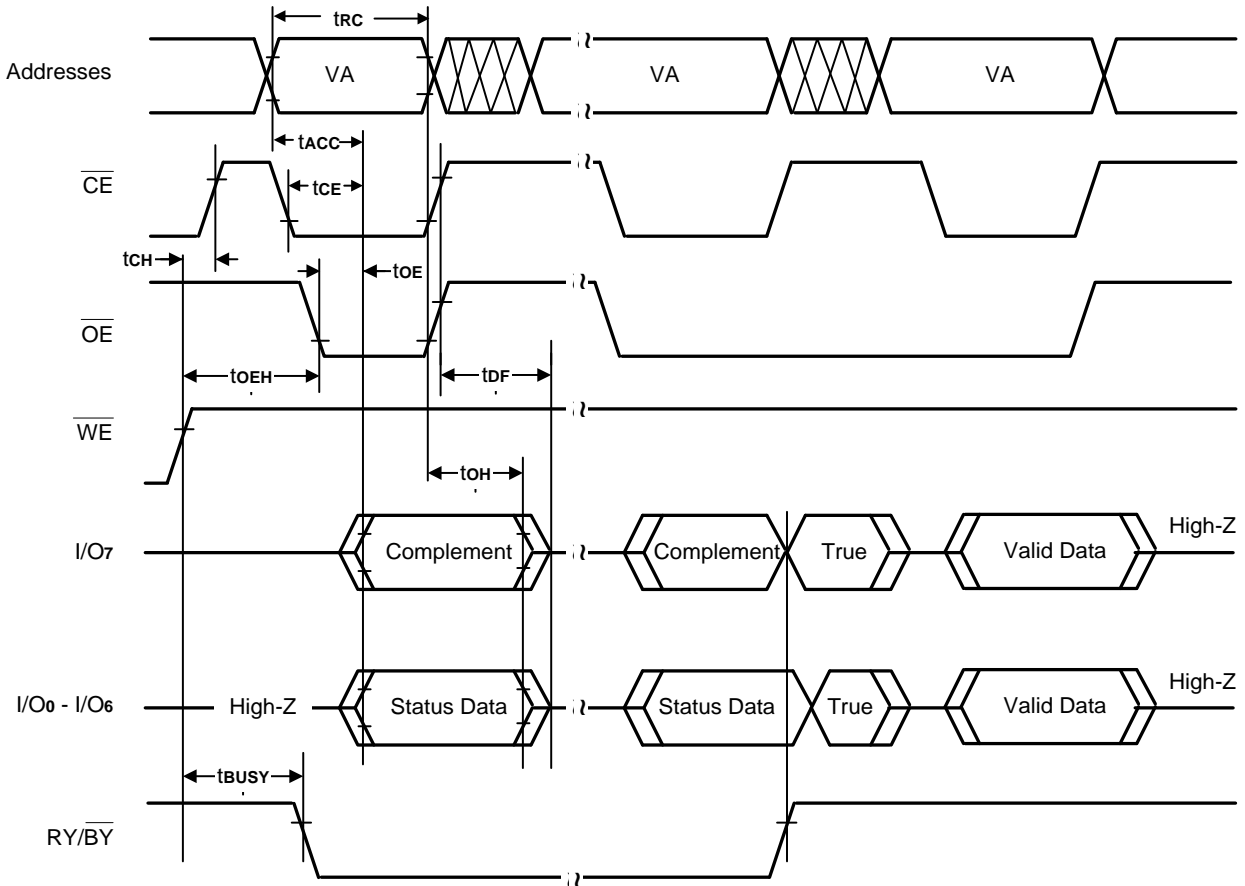 tRC
Addresses VA VA VA
tACC
CE tCE
tCH tOE
OE
tOEH tDF
WE
tOH
I/O7 Complement Complement True Valid Data High-Z
I/O0 - I/O6 High-Z Status Data Status Data True Valid Data High-Z
tBUSY
RY/BY